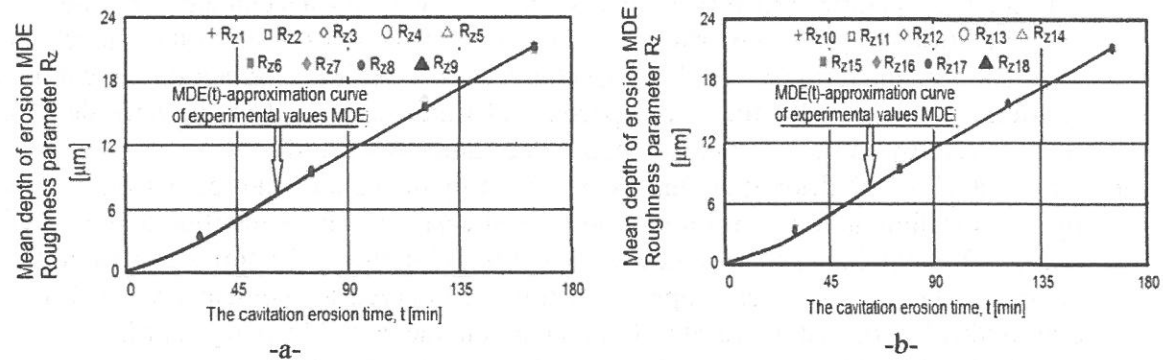 Mean depth of erosion MDE
Roughness parameter Rz
[μm]
24
18
12
6
0
+ Rz1 □ Rz2 ◇ Rz3 ○ Rz4 △ Rz5
■ Rz6 ◆ Rz7 ● Rz8 ▲ Rz9
MDE(t)-approximation curve
of experimental values MDEi
0 45 90 135 180
The cavitation erosion time, t [min]
-a-
Mean depth of erosion MDE
Roughness parameter Rz
[μm]
24
18
12
6
0
+ Rz10 □ Rz11 ◇ Rz12 ○ Rz13 △ Rz14
■ Rz15 ◆ Rz16 ● Rz17 ▲ Rz18
MDE(t)-approximation curve
of experimental values MDEi
0 45 90 135 180
The cavitation erosion time, t [min]
-b-